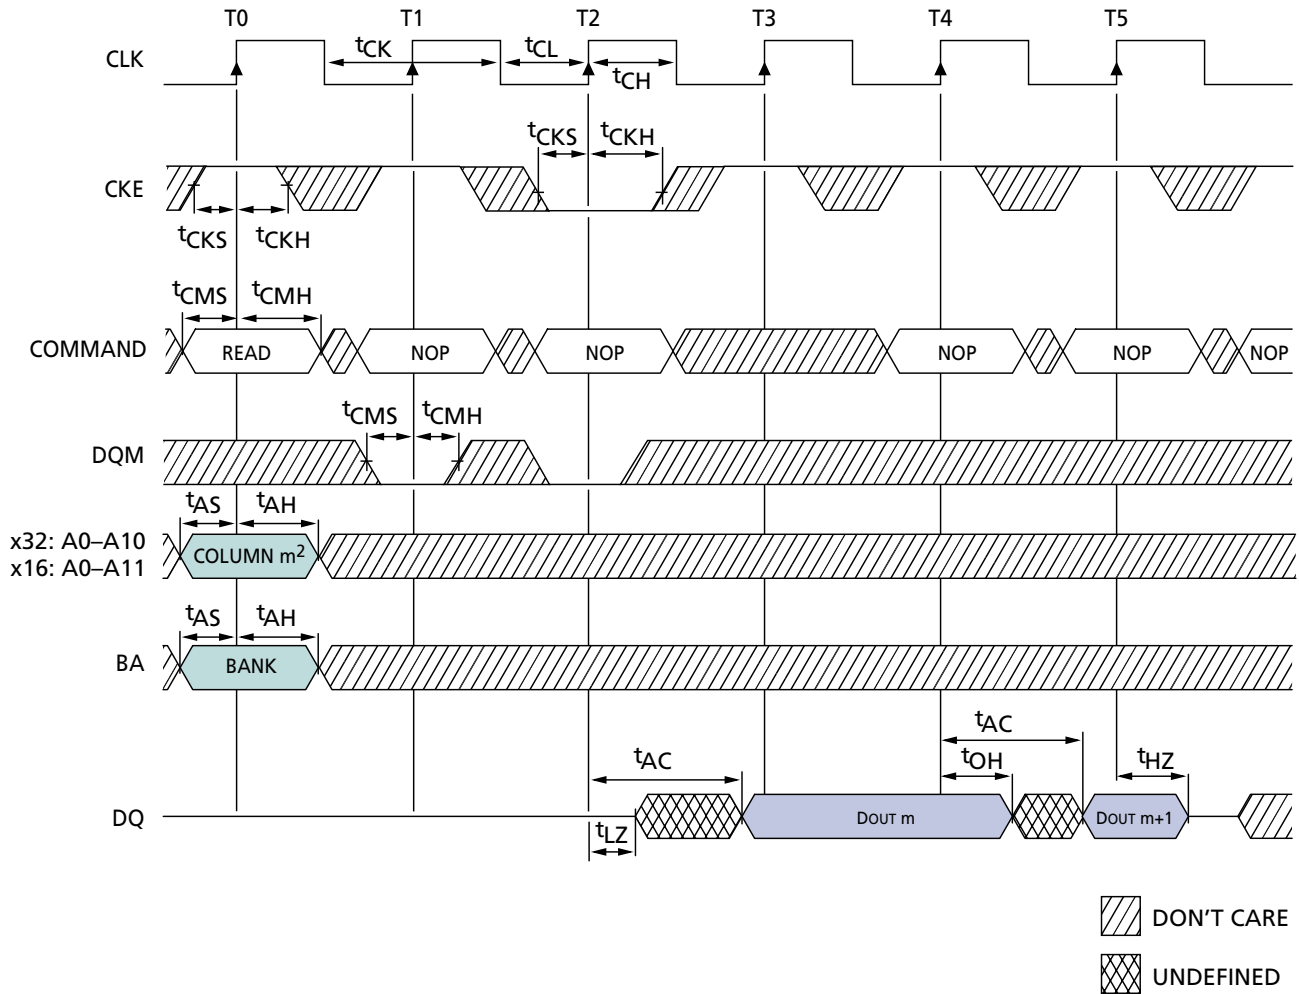 T0 T1 T2 T3 T4 T5
CLK
tCK tCL
tCH
tCKS tCKH
CKE
tCKS tCKH
tCMS tCMH
COMMAND READ NOP NOP NOP NOP NOP
tCMS tCMH
DQM
tAS tAH
x32: A0–A10
x16: A0–A11
COLUMN m2
tAS tAH
BA BANK
tAC
tAC tOH tHZ
DQ DOUT m DOUT m+1
tLZ
DON'T CARE
UNDEFINED